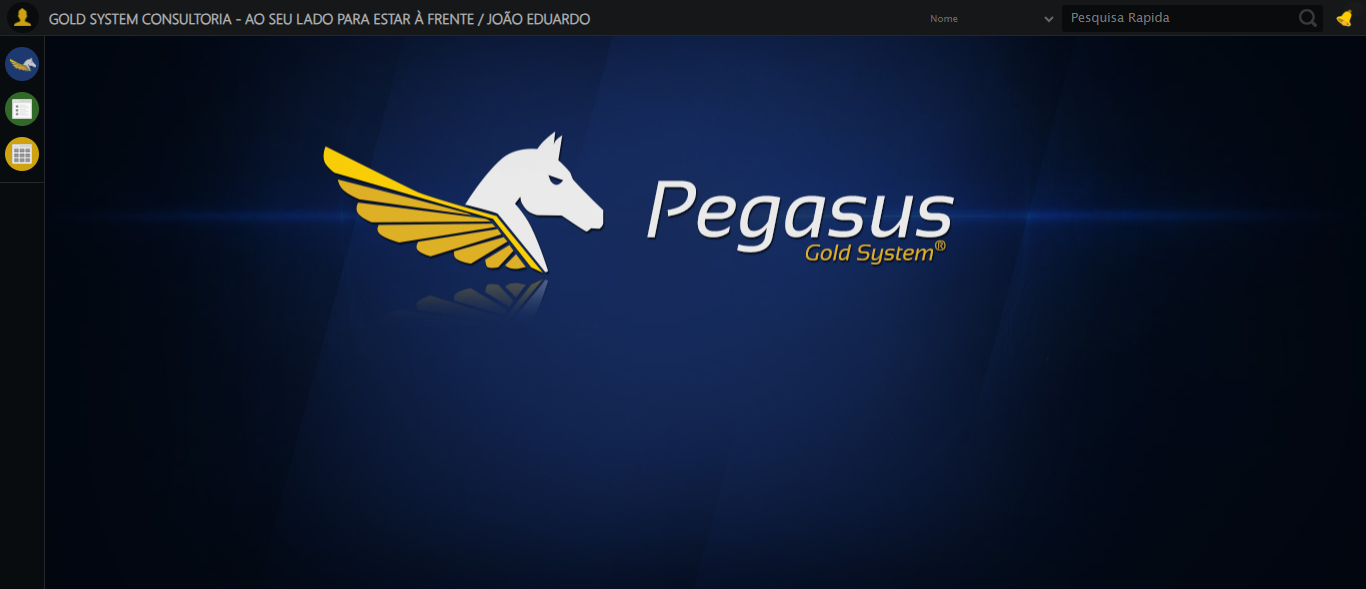 GOLD SYSTEM CONSULTORIA - AO SEU LADO PARA ESTAR À FRENTE / JOÃO EDUARDO
Nome
Pesquisa Rapida
Pegasus
Gold System®